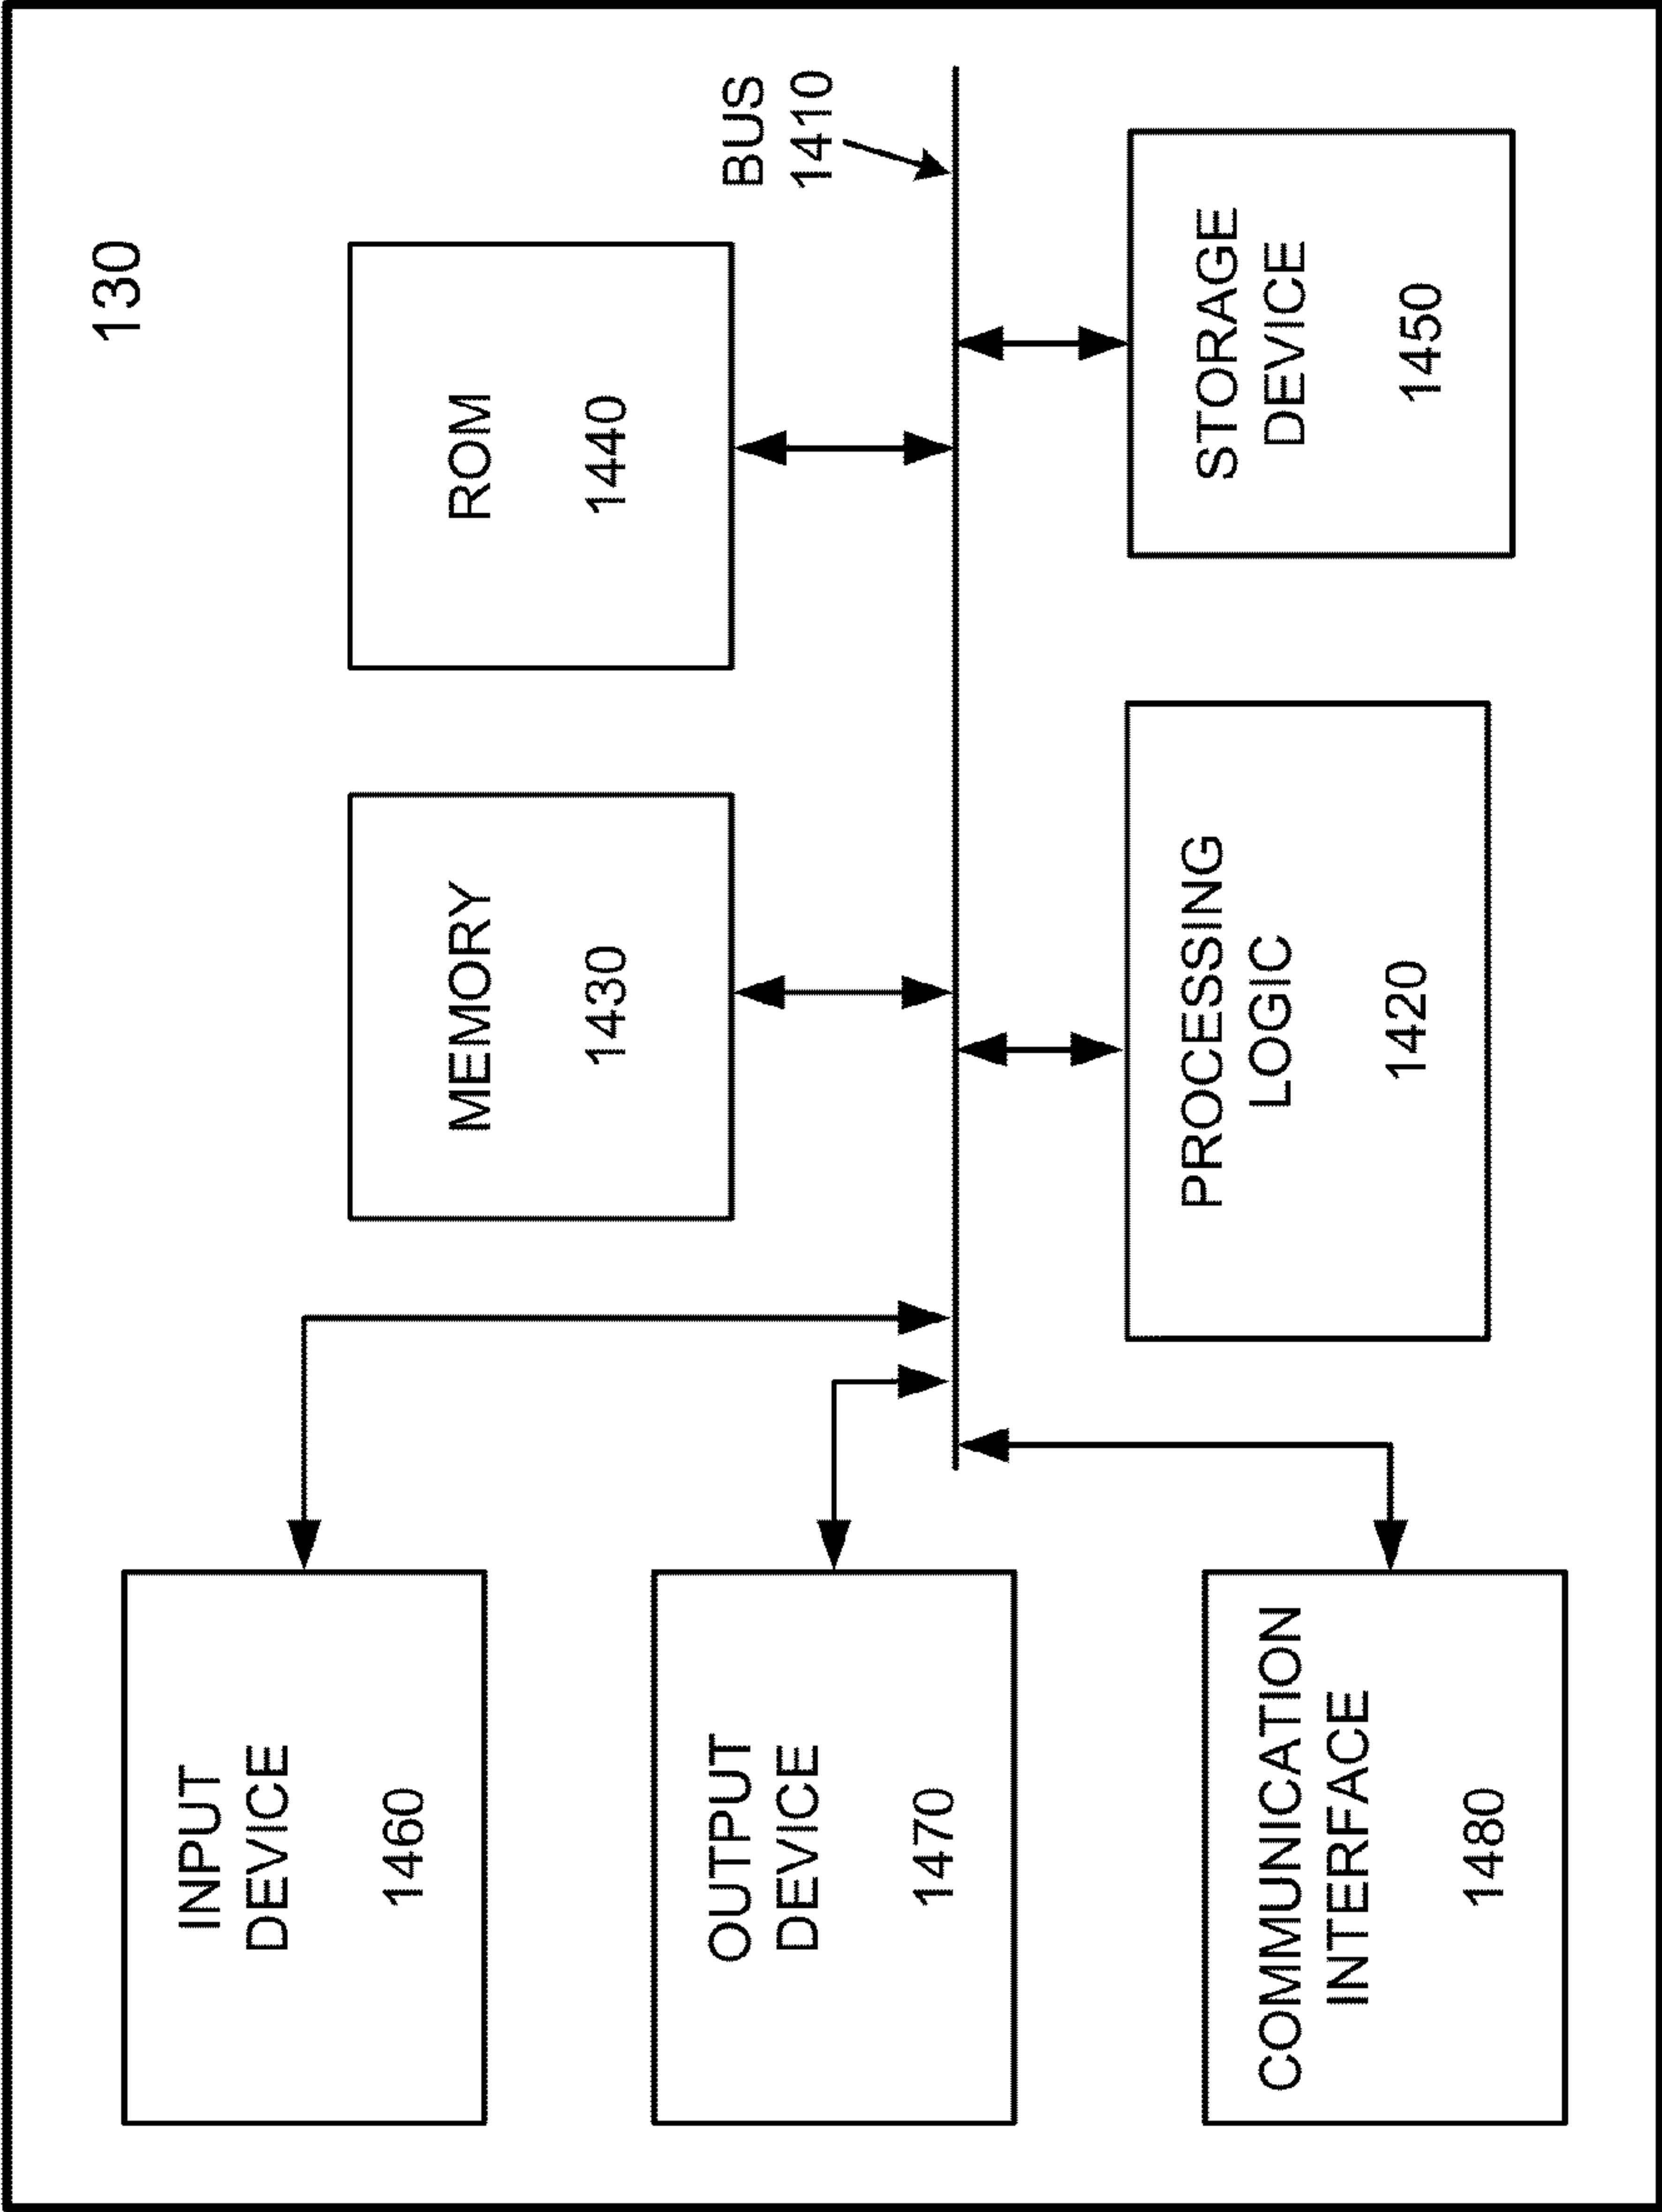 130
BUS
1410
ROM
1440
MEMORY
1430
INPUT
DEVICE
1460
OUTPUT
DEVICE
1470
STORAGE
DEVICE
1450
PROCESSING
LOGIC
1420
COMMUNICATION
INTERFACE
1480